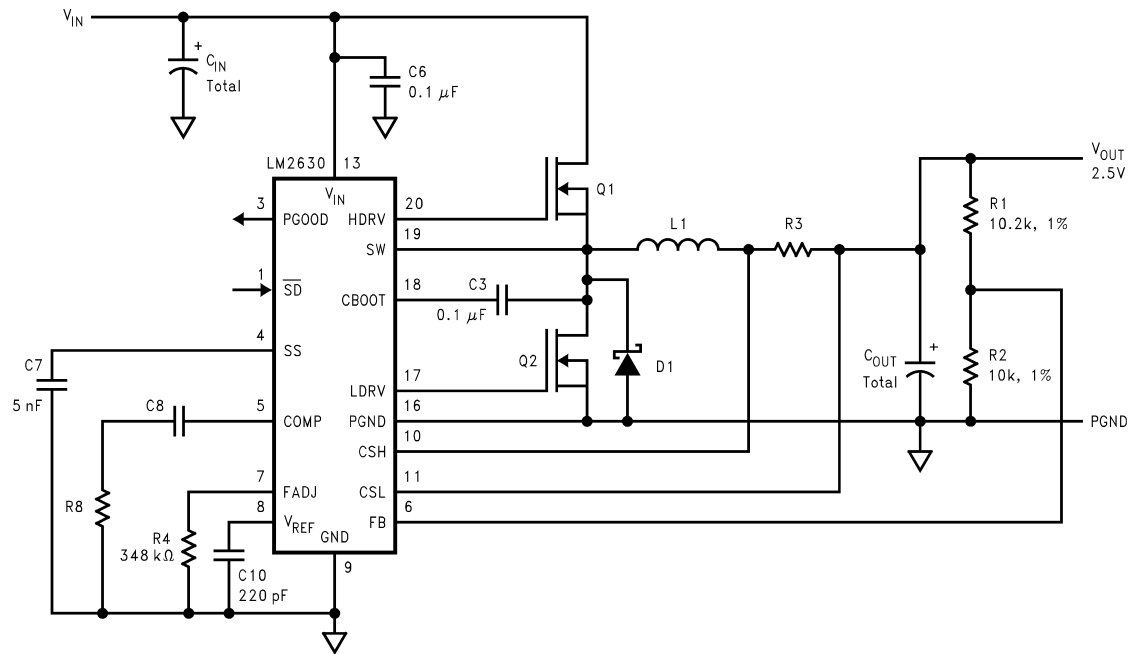 VIN
+
CIN
Total
C6
0.1 µF
LM2630
13
VIN
VOUT
2.5V
3
PGOOD
HDRV
20
Q1
R1
10.2k, 1%
SW
19
L1
R3
1
SD
CBOOT
18
C3
0.1 µF
4
SS
C7
5 nF
Q2
D1
COUT
Total
+
R2
10k, 1%
LDRV
17
C8
5
COMP
PGND
16
PGND
CSH
10
R8
7
FADJ
CSL
11
8
VREF
FB
6
R4
348 kΩ
GND
9
C10
220 pF